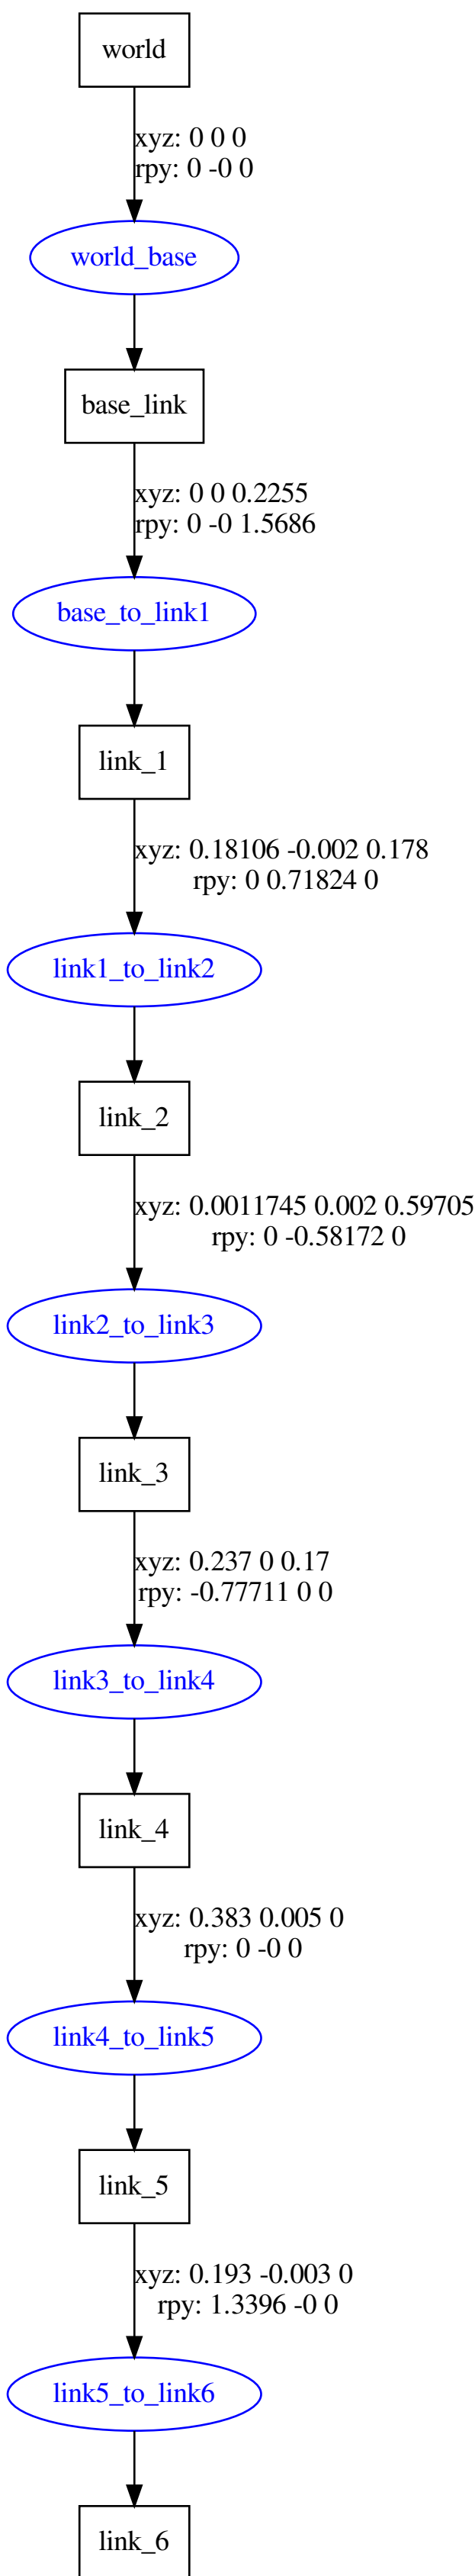 world
xyz: 0 0 0
rpy: 0 -0 0
world_base
base_link
xyz: 0 0 0.2255
rpy: 0 -0 1.5686
base_to_link1
link_1
xyz: 0.18106 -0.002 0.178
rpy: 0 0.71824 0
link1_to_link2
link_2
xyz: 0.0011745 0.002 0.59705
rpy: 0 -0.58172 0
link2_to_link3
link_3
xyz: 0.237 0 0.17
rpy: -0.77711 0 0
link3_to_link4
link_4
xyz: 0.383 0.005 0
rpy: 0 -0 0
link4_to_link5
link_5
xyz: 0.193 -0.003 0
rpy: 1.3396 -0 0
link5_to_link6
link_6